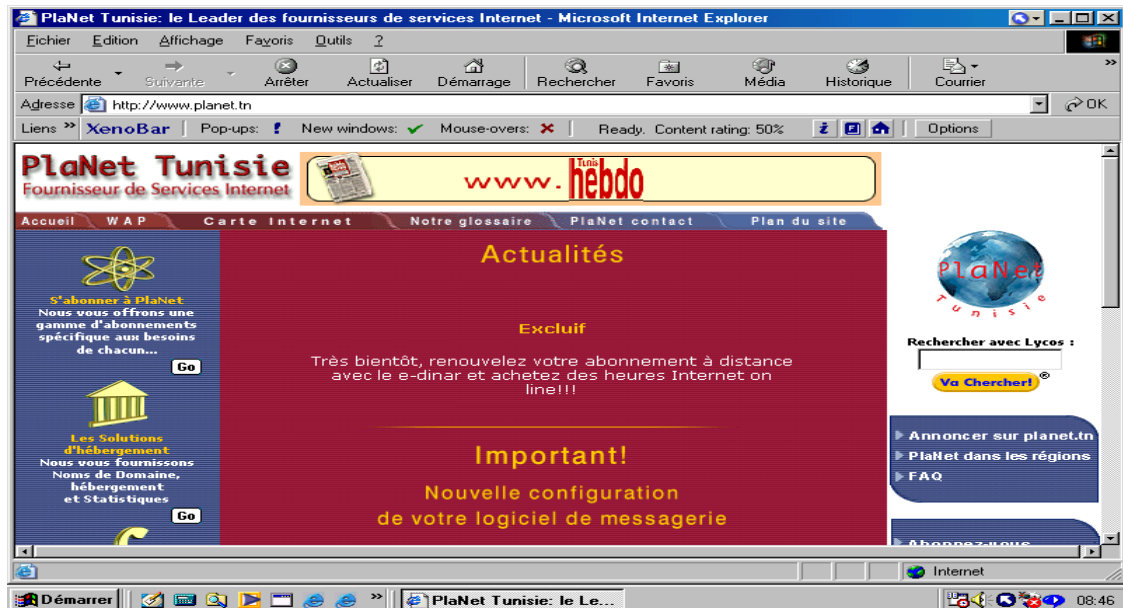 PlaNet Tunisie: le Leader des fournisseurs de services Internet - Microsoft Internet Explorer
Fichier Edition Affichage Favoris Outils ?
Précédente Suivante Arrêter Actualiser Démarrage Rechercher Favoris Média Historique Courrier »
Adresse http://www.planet.tn OK
Liens » XenoBar Pop-ups: ! New windows: ✓ Mouse-overs: ✗ Ready. Content rating: 50% Options
PlaNet Tunisie
Fournisseur de Services Internet
www. Tunis hebdo
Accueil WAP Carte Internet Notre glossaire PlaNet contact Plan du site
S'abonner à PlaNet
Nous vous offrons une
gamme d'abonnements
spécifique aux besoins
de chacun...
Go
Les Solutions
d'hébergement
Nous vous fournissons
Noms de Domaine,
hébergement
et Statistiques
Go
Actualités
Excluif
Très bientôt, renouvelez votre abonnement à distance
avec le e-dinar et achetez des heures Internet on
line!!!
Important!
Nouvelle configuration
de votre logiciel de messagerie
PlaNet
Tunisie
Rechercher avec Lycos :
Va Chercher! ®
Annoncer sur planet.tn
PlaNet dans les régions
FAQ
Abonnez-vous
Internet
Démarrer » PlaNet Tunisie: le Le... 08:46